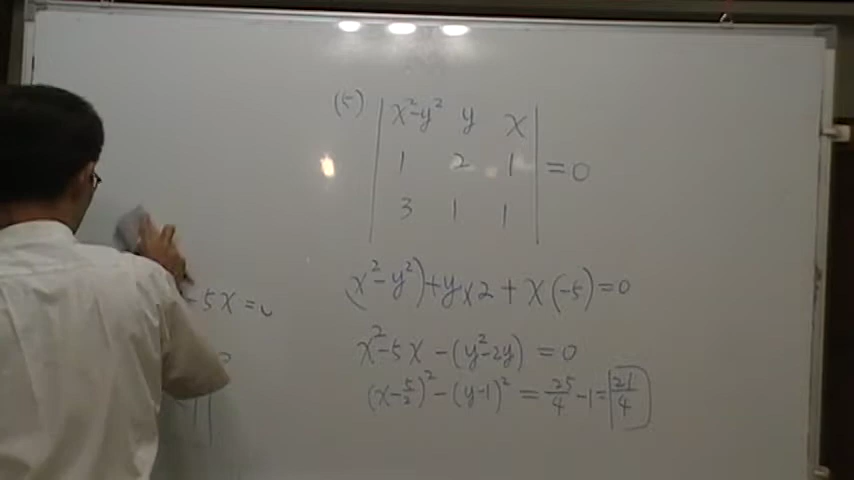 (5) | x²-y² y x |
| 1 2 1 | = 0
| 3 1 1 |
(x²-y²)+y×2+x(-5)=0
x²-5x-(y²-2y)=0
(x-5/2)²-(y-1)²=25/4-1=21/4
-5x=0